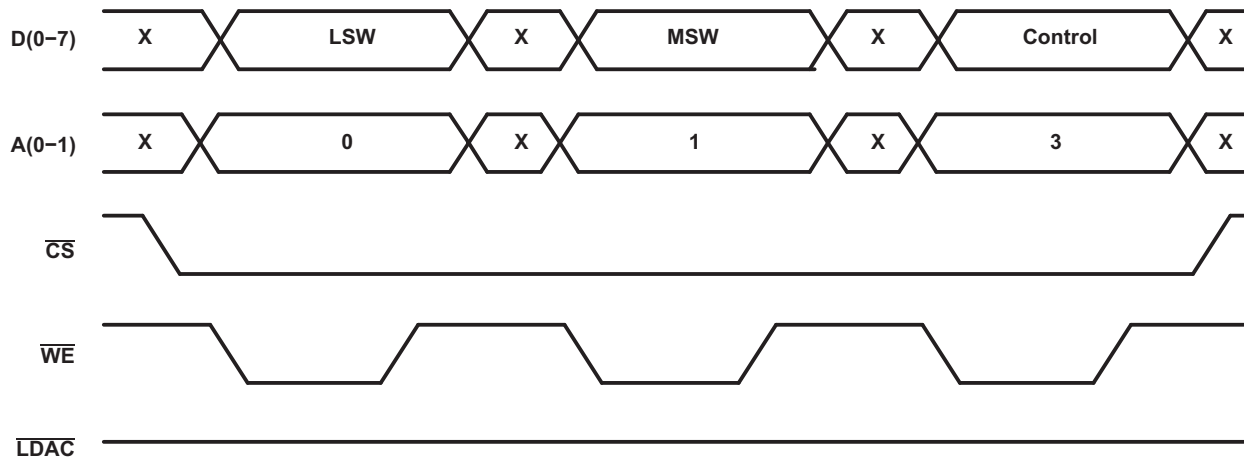 D(0−7) X LSW X MSW X Control X
A(0−1) X 0 X 1 X 3 X
CS
WE
LDAC